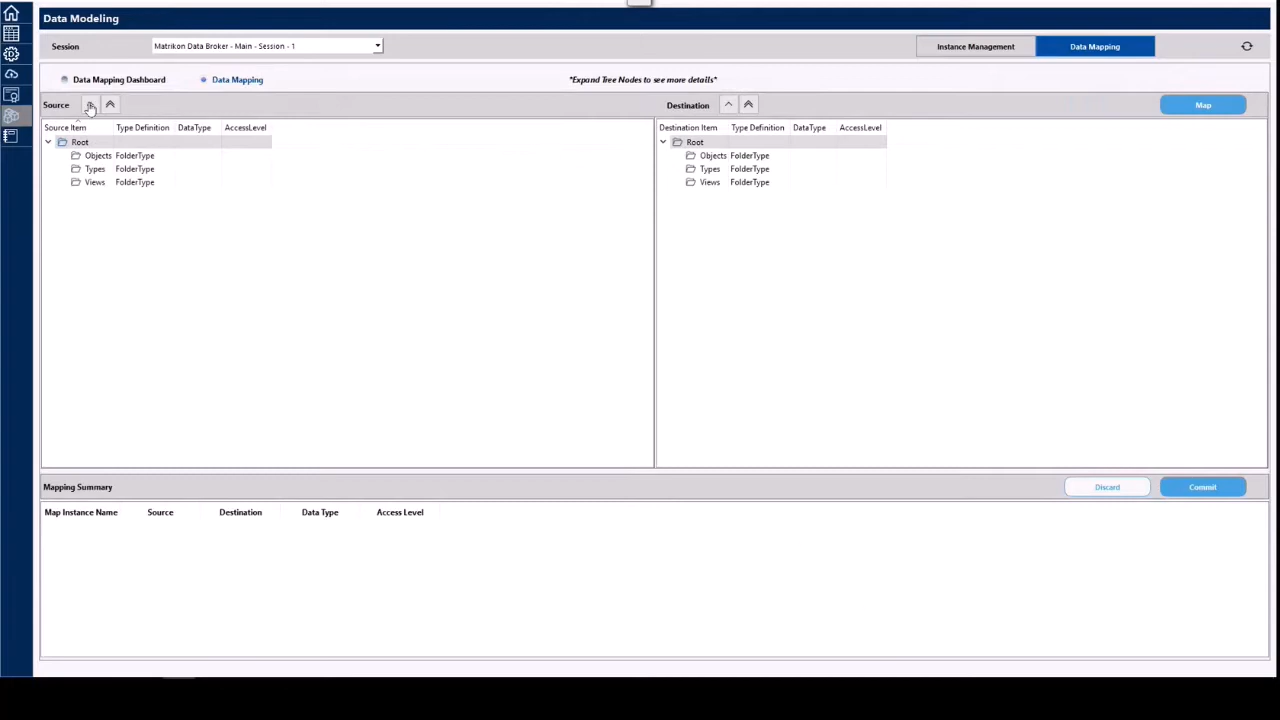 Data Modeling
Session Matrikon Data Broker - Main - Session - 1 Instance Management Data Mapping
Data Mapping Dashboard Data Mapping *Expand Tree Nodes to see more details*
Source Destination Map
Source Item Type Definition DataType AccessLevel Destination Item Type Definition DataType AccessLevel
Root Root
Objects FolderType Objects FolderType
Types FolderType Types FolderType
Views FolderType Views FolderType
Mapping Summary Discard Commit
Map Instance Name Source Destination Data Type Access Level